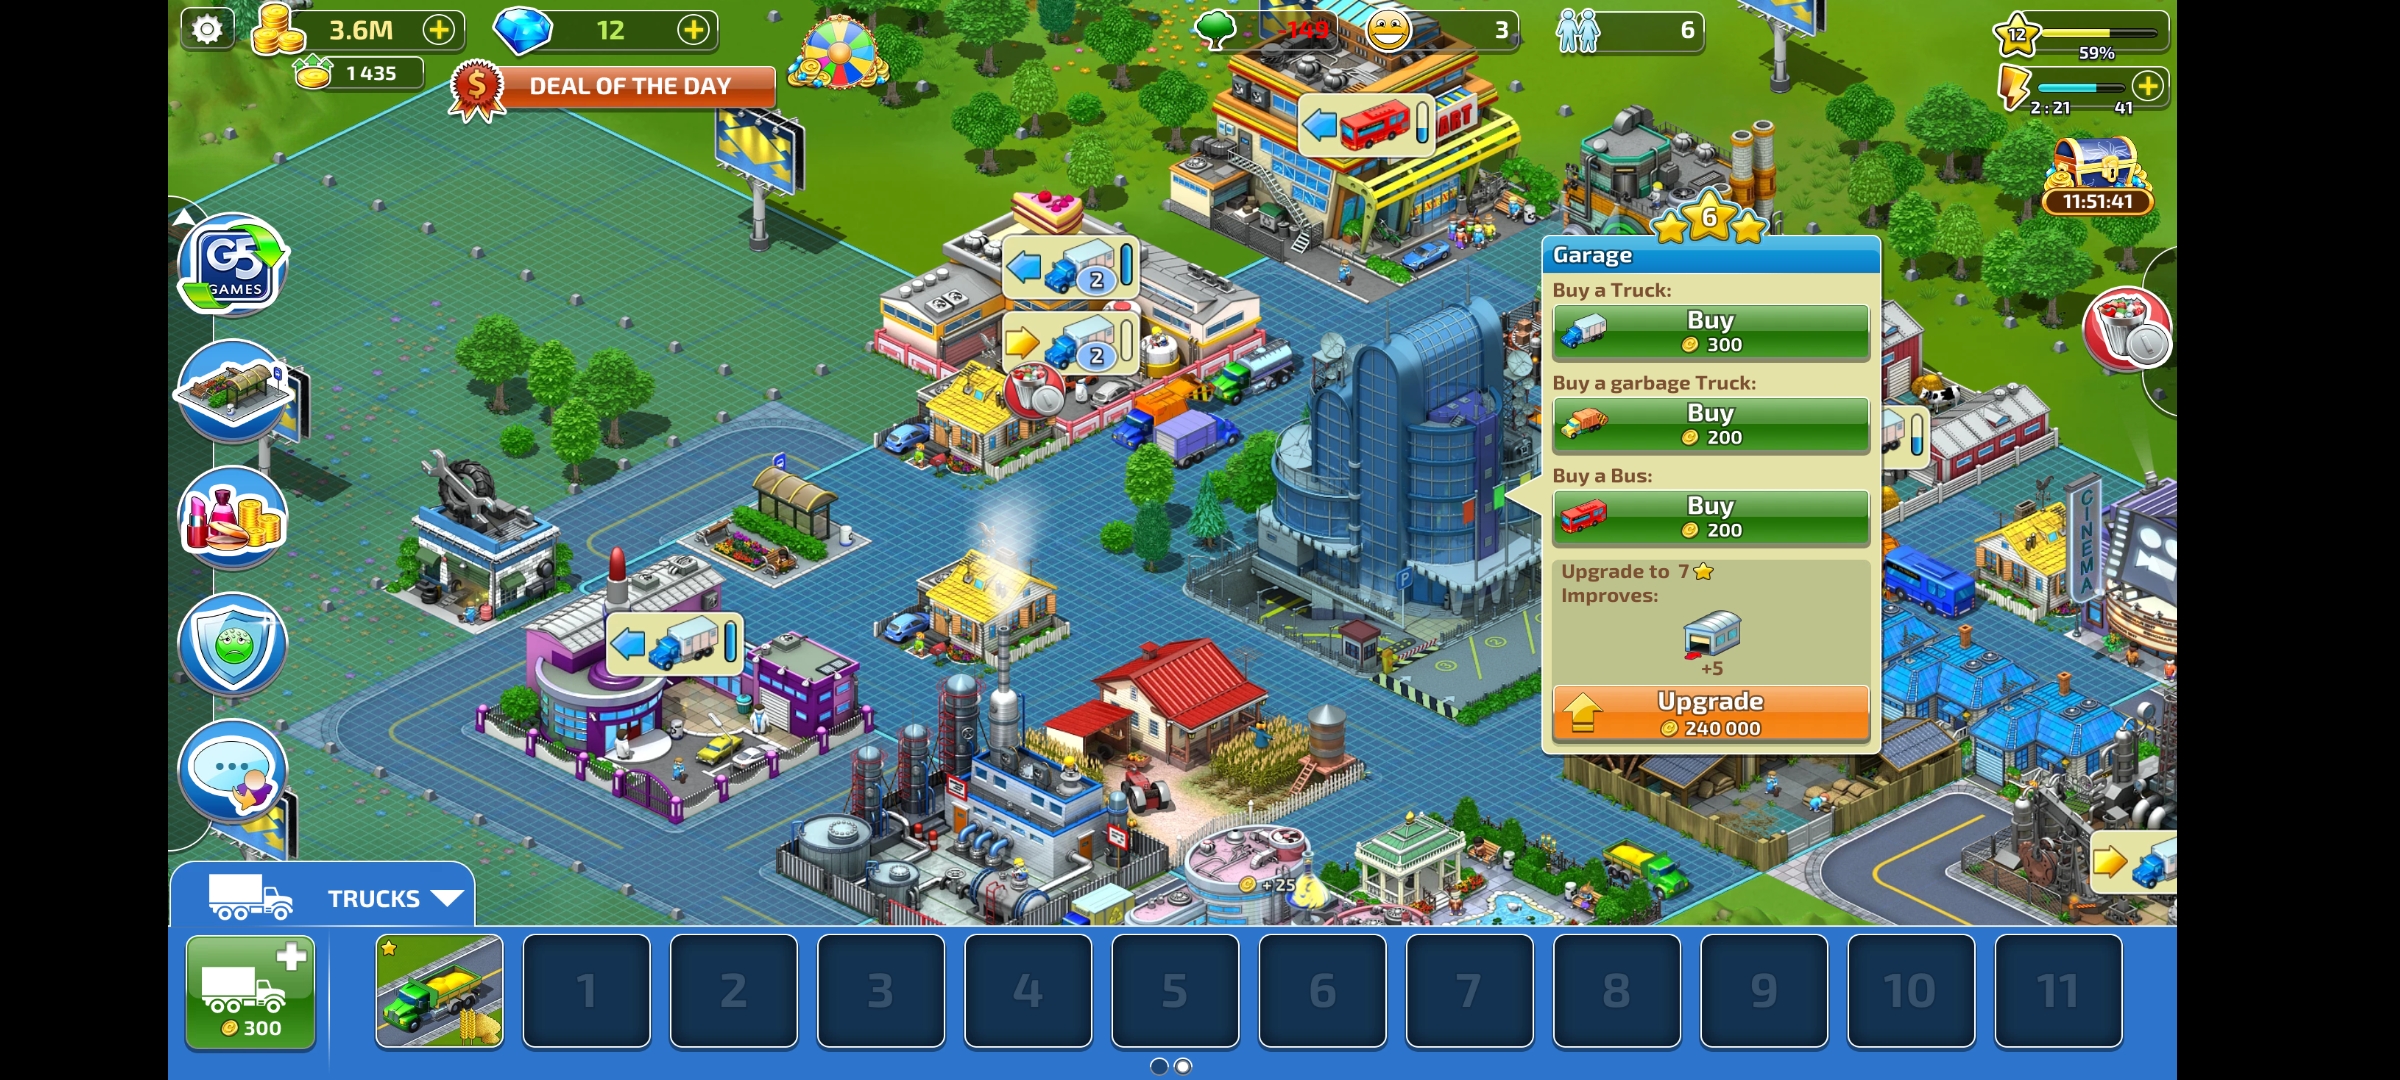 3.6M
12
-149
3
6
12
59%
1 435
DEAL OF THE DAY
2:21
41
11:51:41
G5
GAMES
ART
2
2
6
Garage
Buy a Truck:
Buy
300
Buy a garbage Truck:
Buy
200
Buy a Bus:
Buy
200
Upgrade to 7
Improves:
+5
Upgrade
240 000
CINEMA
P
+25
TRUCKS
300
1
2
3
4
5
6
7
8
9
10
11